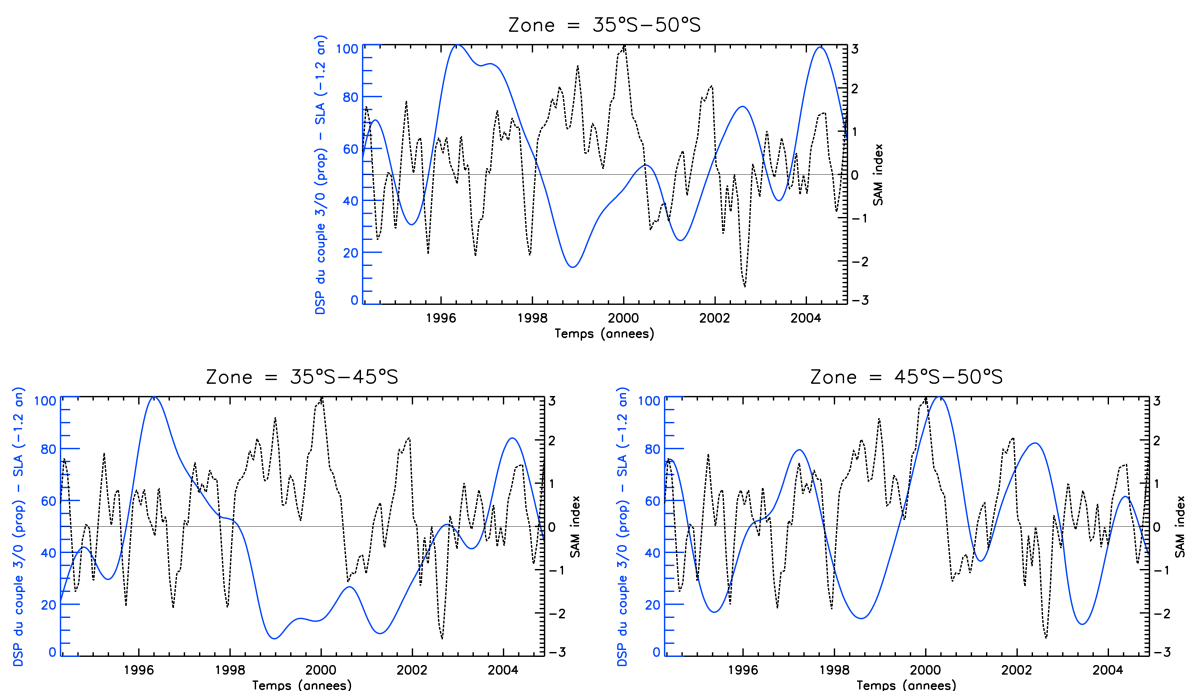 Zone = 35°S−50°S
DSP du couple 3/0 (prop) − SLA (−1.2 an)
100
80
60
40
20
0
3
2
1
0
−1
−2
−3
SAM index
1996 1998 2000 2002 2004
Temps (annees)
Zone = 35°S−45°S
DSP du couple 3/0 (prop) − SLA (−1.2 an)
100
80
60
40
20
0
3
2
1
0
−1
−2
−3
SAM index
1996 1998 2000 2002 2004
Temps (annees)
Zone = 45°S−50°S
DSP du couple 3/0 (prop) − SLA (−1.2 an)
100
80
60
40
20
0
3
2
1
0
−1
−2
−3
SAM index
1996 1998 2000 2002 2004
Temps (annees)